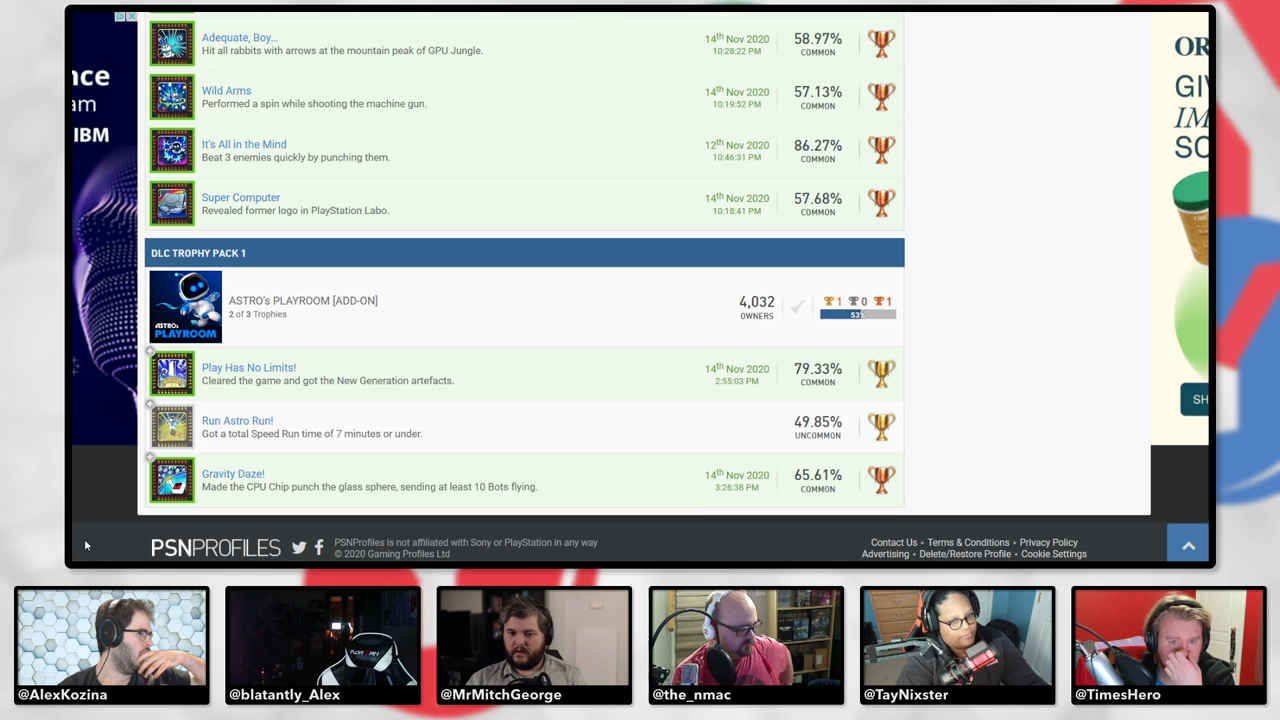 Adequate, Boy...
Hit all rabbits with arrows at the mountain peak of GPU Jungle.
14th Nov 2020
10:28:22 PM
58.97%
COMMON
nce
am
IBM
Wild Arms
Performed a spin while shooting the machine gun.
14th Nov 2020
10:19:52 PM
57.13%
COMMON
It's All in the Mind
Beat 3 enemies quickly by punching them.
12th Nov 2020
10:46:31 PM
86.27%
COMMON
Super Computer
Revealed former logo in PlayStation Labo.
14th Nov 2020
10:18:41 PM
57.68%
COMMON
OR
GI
IM
SC
SH
DLC TROPHY PACK 1
ASTRO's PLAYROOM [ADD-ON]
2 of 3 Trophies
ASTRO's
PLAYROOM
4,032
OWNERS
1 0 1
53%
Play Has No Limits!
Cleared the game and got the New Generation artefacts.
14th Nov 2020
2:55:03 PM
79.33%
COMMON
Run Astro Run!
Got a total Speed Run time of 7 minutes or under.
49.85%
UNCOMMON
Gravity Daze!
Made the CPU Chip punch the glass sphere, sending at least 10 Bots flying.
14th Nov 2020
3:26:38 PM
65.61%
COMMON
PSNPROFILES
PSNProfiles is not affiliated with Sony or PlayStation in any way
© 2020 Gaming Profiles Ltd
Contact Us • Terms & Conditions • Privacy Policy
Advertising • Delete/Restore Profile • Cookie Settings
@AlexKozina
@blatantly_Alex
@MrMitchGeorge
@the_nmac
@TayNixster
@TimesHero